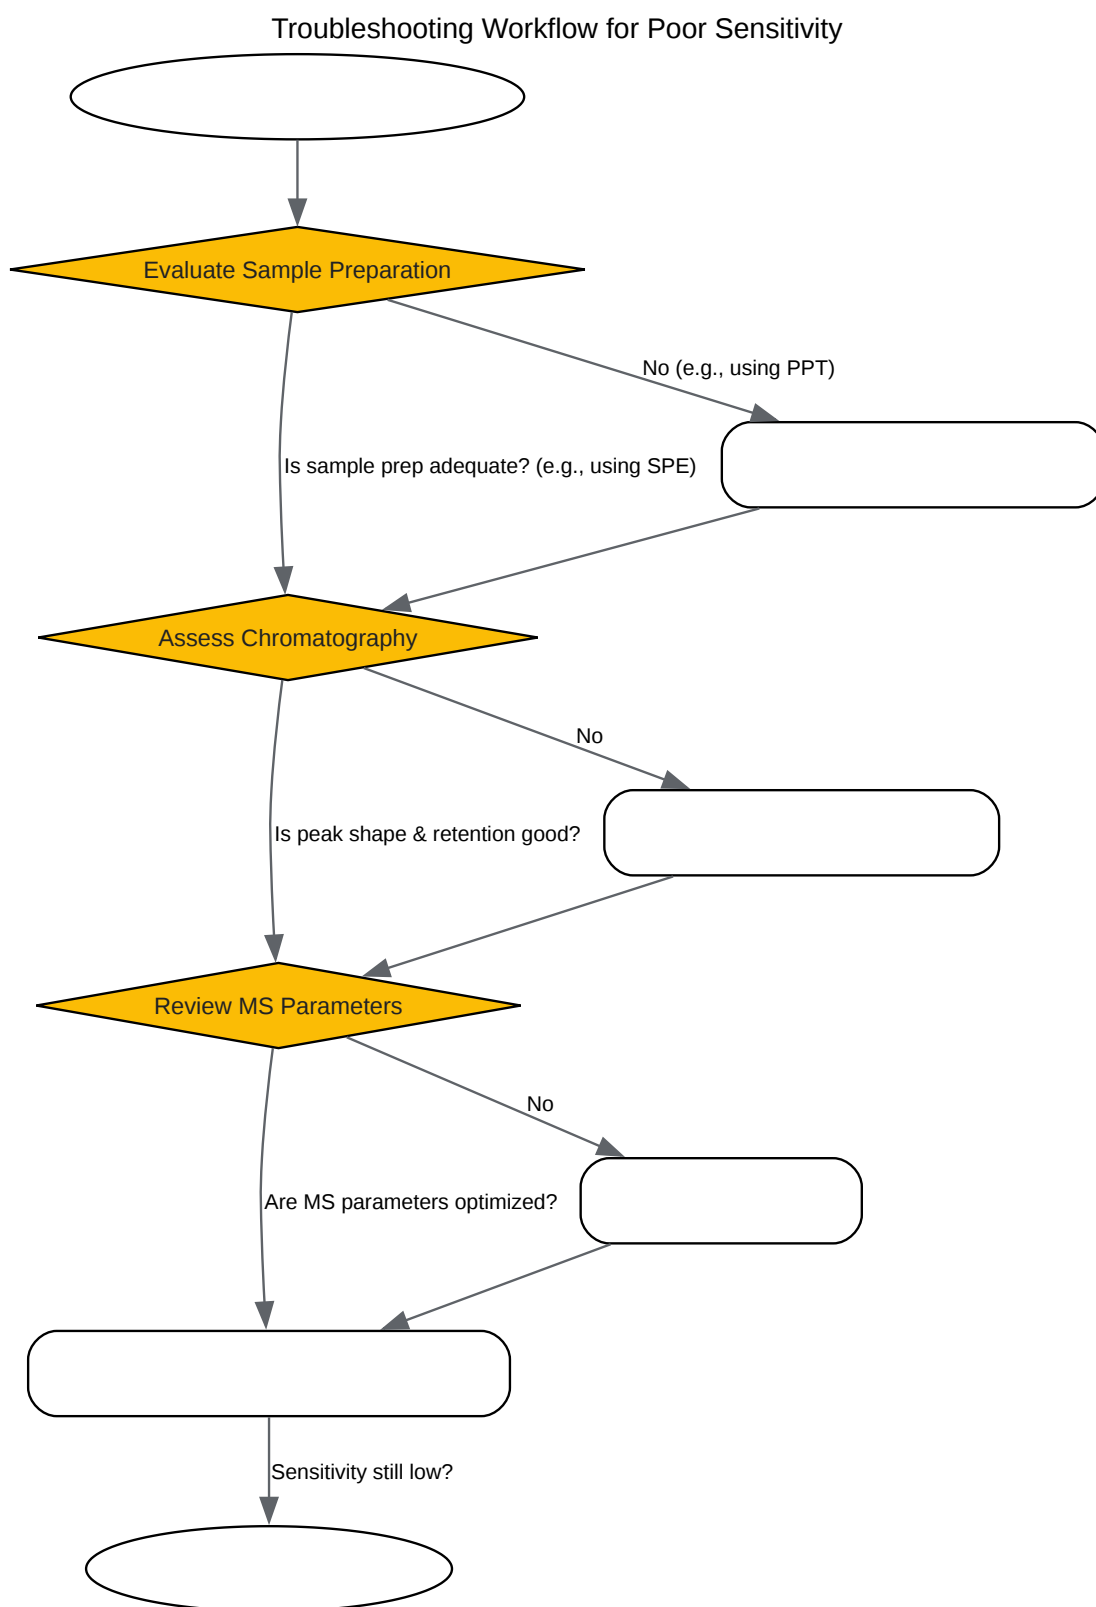 Troubleshooting Workflow for Poor Sensitivity
Evaluate Sample Preparation
No (e.g., using PPT)
Is sample prep adequate? (e.g., using SPE)
Assess Chromatography
No
Is peak shape & retention good?
Review MS Parameters
No
Are MS parameters optimized?
Sensitivity still low?